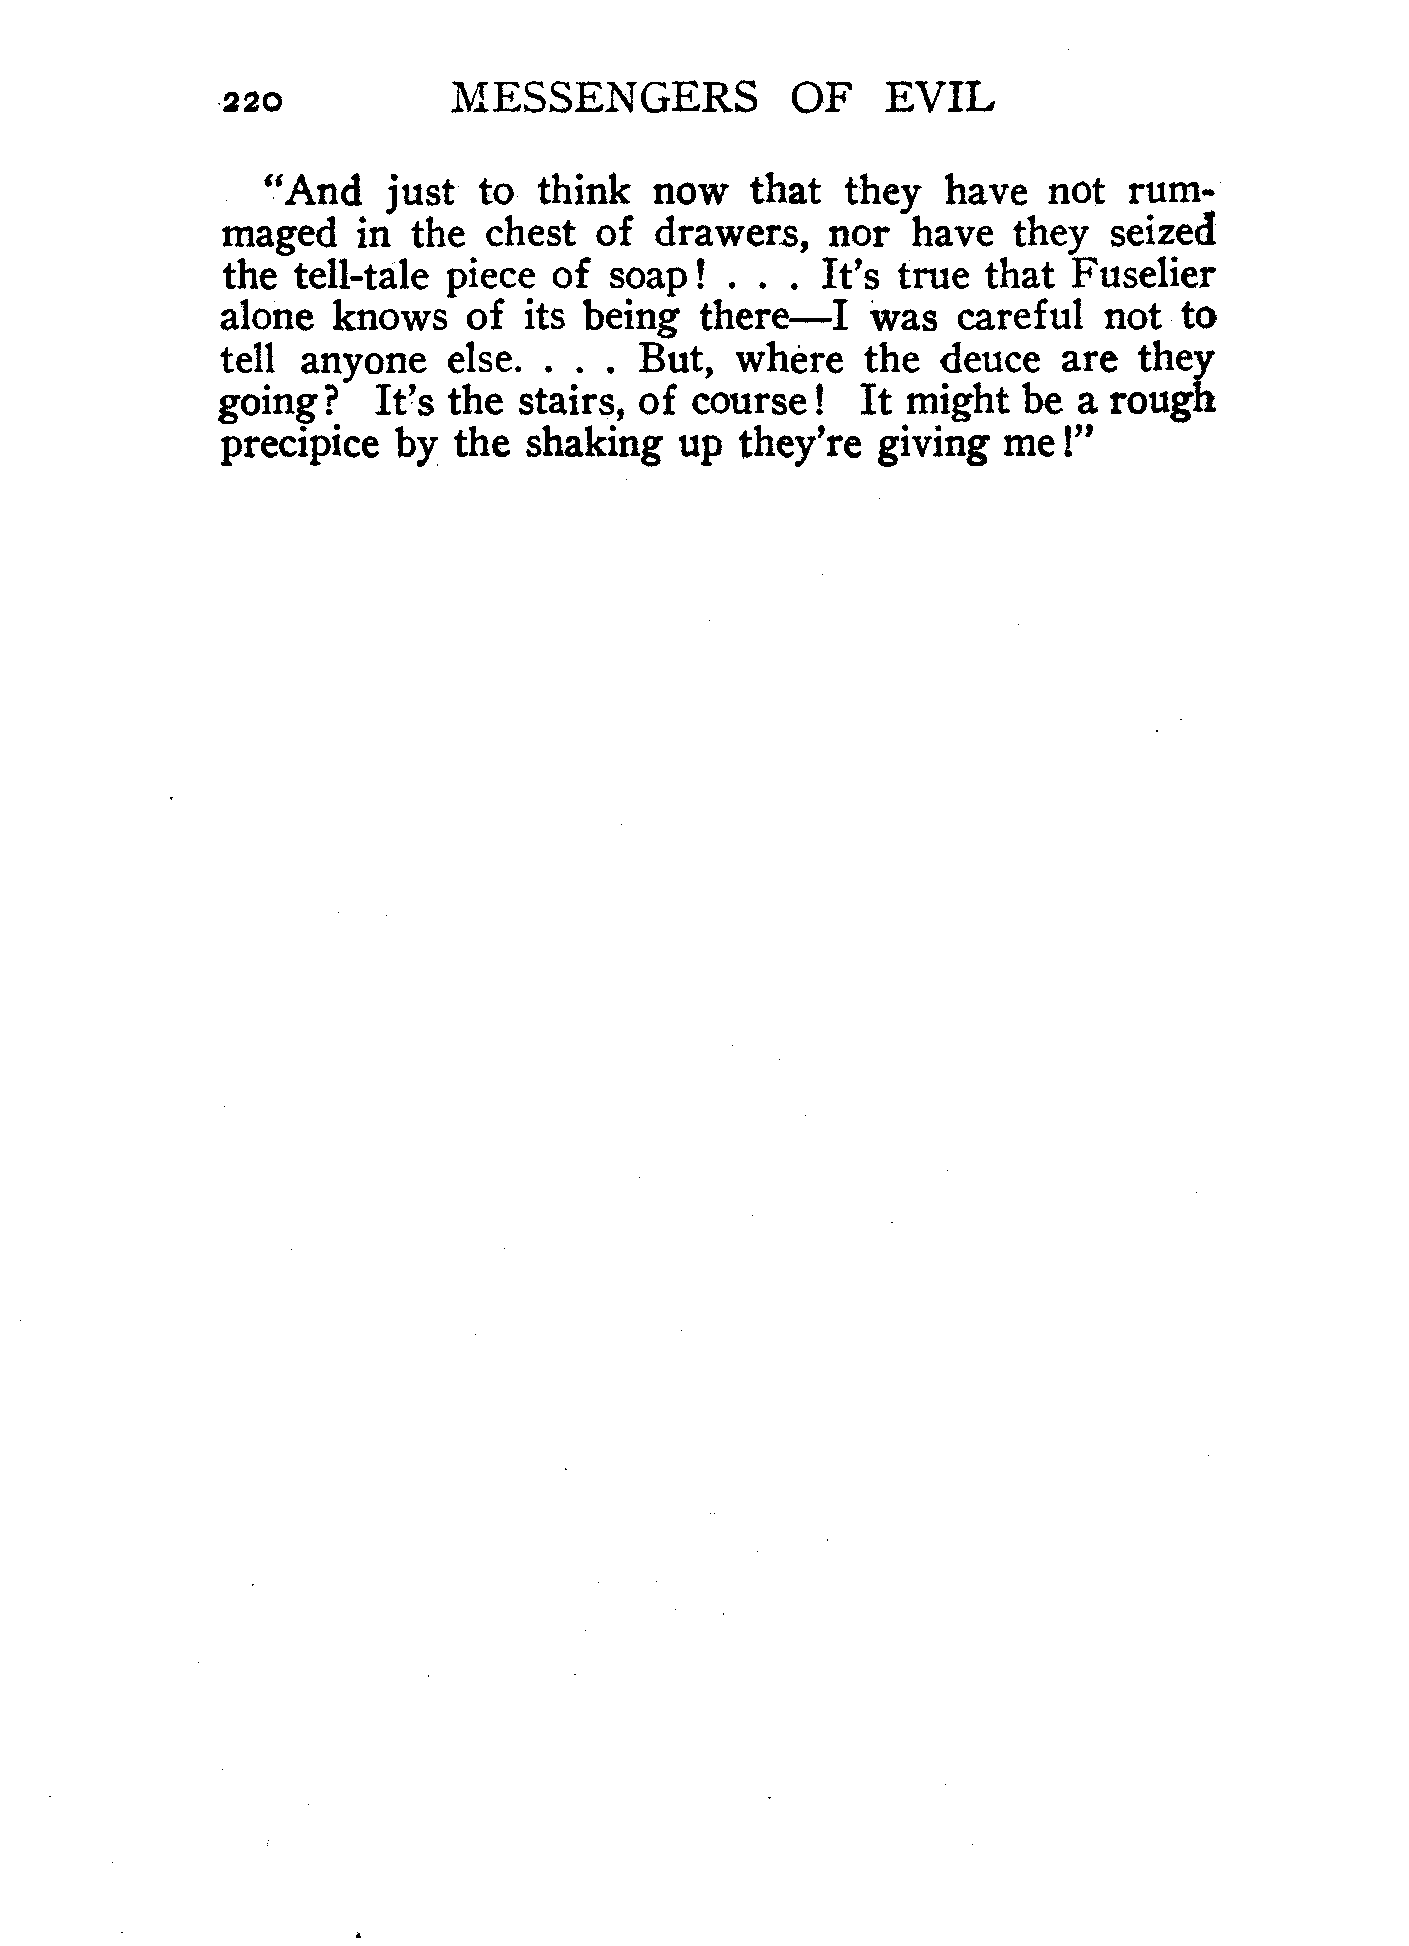 220 MESSENGERS OF EVIL
“And just to think now that they have not rum-
maged in the chest of drawers, nor have they seized
the tell-tale piece of soap! . . . It’s true that Fuselier
alone knows of its being there—I was careful not to
tell anyone else. . . . But, where the deuce are they
going? It’s the stairs, of course! It might be a rough
precipice by the shaking up they’re giving me!”